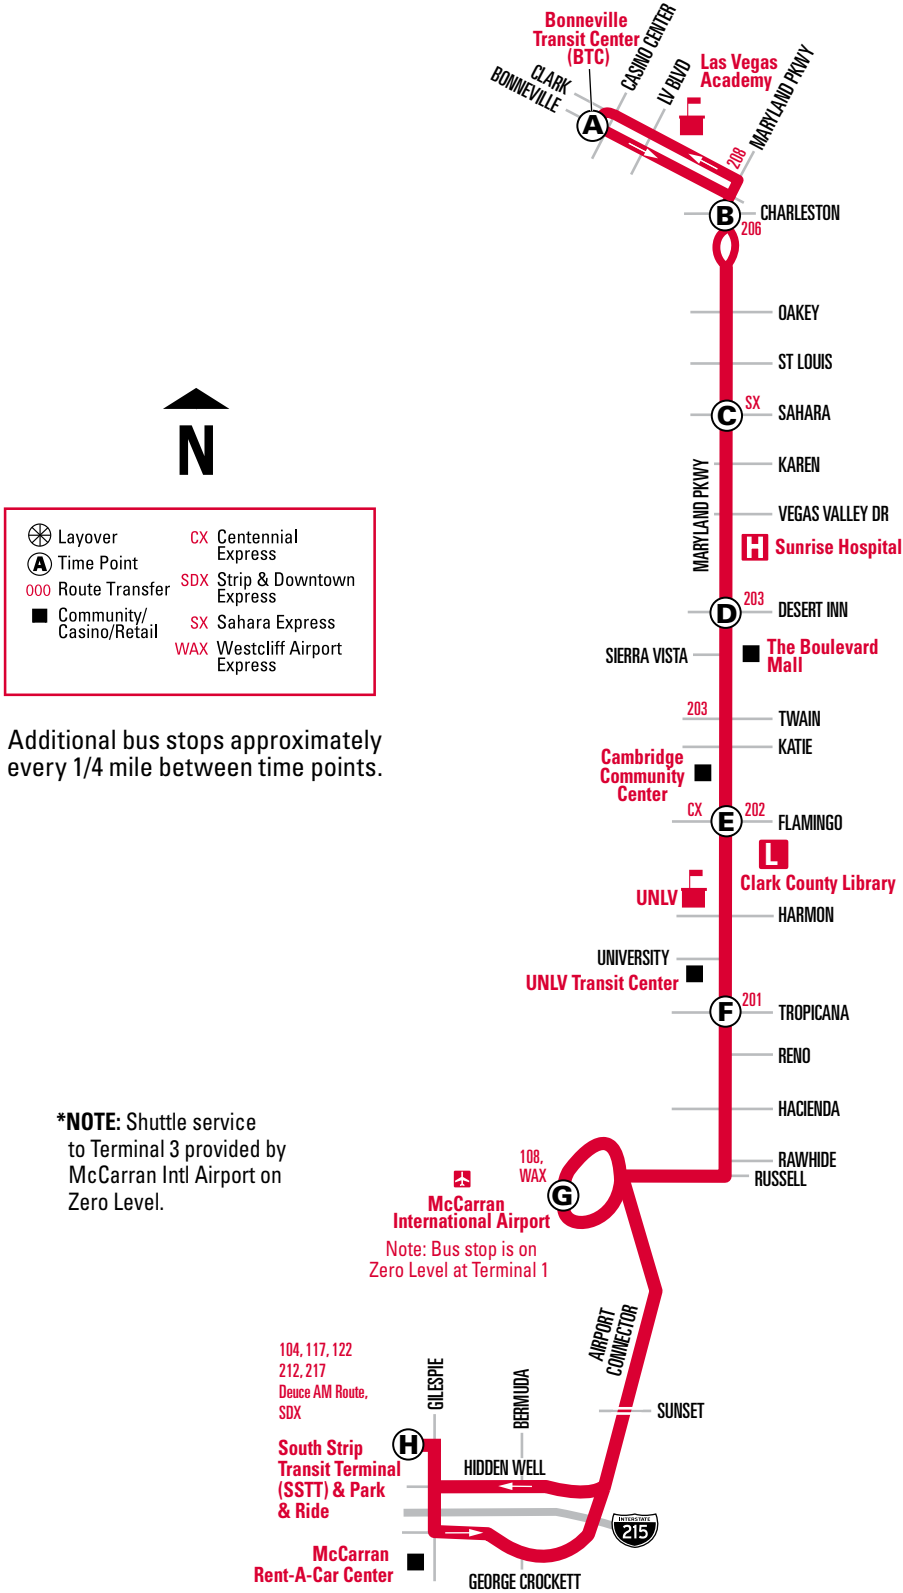 Bonneville
Transit Center
(BTC)
CLARK
BONNEVILLE
CASINO CENTER
LV BLVD
Las Vegas
Academy
MARYLAND PKWY
A
208
B
CHARLESTON
206
OAKEY
ST LOUIS
C
SX
SAHARA
KAREN
MARYLAND PKWY
VEGAS VALLEY DR
H
Sunrise Hospital
D
203
DESERT INN
SIERRA VISTA
The Boulevard
Mall
203
TWAIN
KATIE
Cambridge
Community
Center
CX
E
202
FLAMINGO
L
Clark County Library
UNLV
HARMON
UNIVERSITY
UNLV Transit Center
F
201
TROPICANA
RENO
HACIENDA
RAWHIDE
RUSSELL
N
Layover
A Time Point
000 Route Transfer
Community/
Casino/Retail
CX Centennial
Express
SDX Strip & Downtown
Express
SX Sahara Express
WAX Westcliff Airport
Express
Additional bus stops approximately
every 1/4 mile between time points.
*NOTE: Shuttle service
to Terminal 3 provided by
McCarran Intl Airport on
Zero Level.
108,
WAX
G
McCarran
International Airport
Note: Bus stop is on
Zero Level at Terminal 1
AIRPORT
CONNECTOR
SUNSET
104, 117, 122
212, 217
Deuce AM Route,
SDX
GILESPIE
BERMUDA
H
South Strip
Transit Terminal
(SSTT) & Park
& Ride
HIDDEN WELL
INTERSTATE
215
McCarran
Rent-A-Car Center
GEORGE CROCKETT